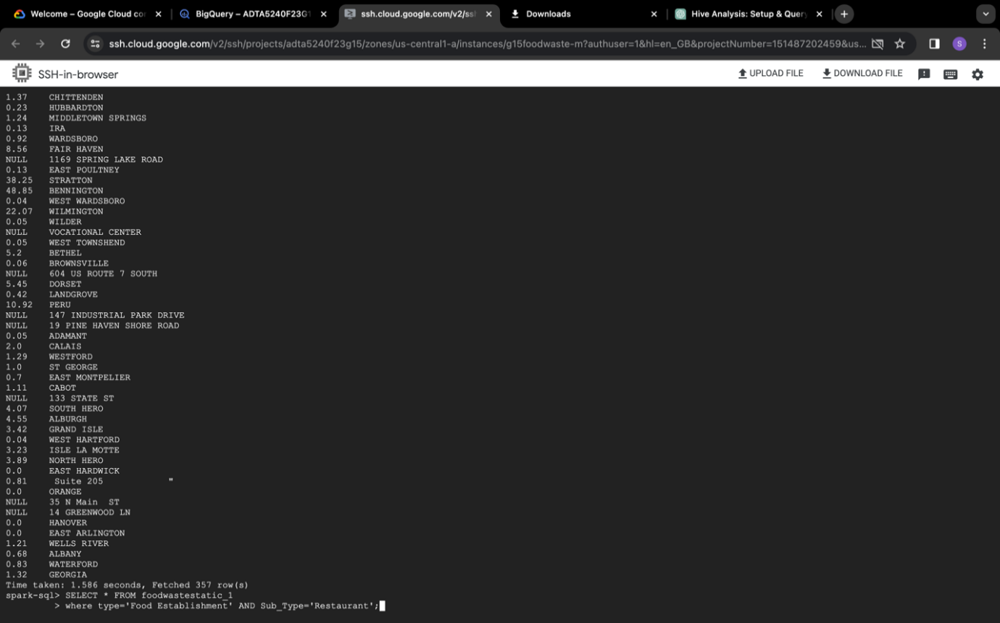 Welcome – Google Cloud co
BigQuery – ADTA5240F23G1
ssh.cloud.google.com/v2/ssh
Downloads
Hive Analysis: Setup & Query
ssh.cloud.google.com/v2/ssh/projects/adta5240f23g15/zones/us-central1-a/instances/g15foodwaste-m?authuser=1&hl=en_GB&projectNumber=151487202459&us...
S
SSH-in-browser
UPLOAD FILE
DOWNLOAD FILE
1.37 CHITTENDEN
0.23 HUBBARDTON
1.24 MIDDLETOWN SPRINGS
0.13 IRA
0.92 WARDSBORO
8.56 FAIR HAVEN
NULL 1169 SPRING LAKE ROAD
0.13 EAST POULTNEY
38.25 STRATTON
48.85 BENNINGTON
0.04 WEST WARDSBORO
22.07 WILMINGTON
0.05 WILDER
NULL VOCATIONAL CENTER
0.05 WEST TOWNSHEND
5.2 BETHEL
0.06 BROWNSVILLE
NULL 604 US ROUTE 7 SOUTH
5.45 DORSET
0.42 LANDGROVE
10.92 PERU
NULL 147 INDUSTRIAL PARK DRIVE
NULL 19 PINE HAVEN SHORE ROAD
0.05 ADAMANT
2.0 CALAIS
1.29 WESTFORD
1.0 ST GEORGE
0.7 EAST MONTPELIER
1.11 CABOT
NULL 133 STATE ST
4.07 SOUTH HERO
4.55 ALBURGH
3.42 GRAND ISLE
0.04 WEST HARTFORD
3.23 ISLE LA MOTTE
3.89 NORTH HERO
0.0 EAST HARDWICK
0.81 Suite 205 "
0.0 ORANGE
NULL 35 N Main  ST
NULL 14 GREENWOOD LN
0.0 HANOVER
0.0 EAST ARLINGTON
1.21 WELLS RIVER
0.68 ALBANY
0.83 WATERFORD
1.32 GEORGIA
Time taken: 1.586 seconds, Fetched 357 row(s)
spark-sql> SELECT * FROM foodwastestatic_1
> where type='Food Establishment' AND Sub_Type='Restaurant';